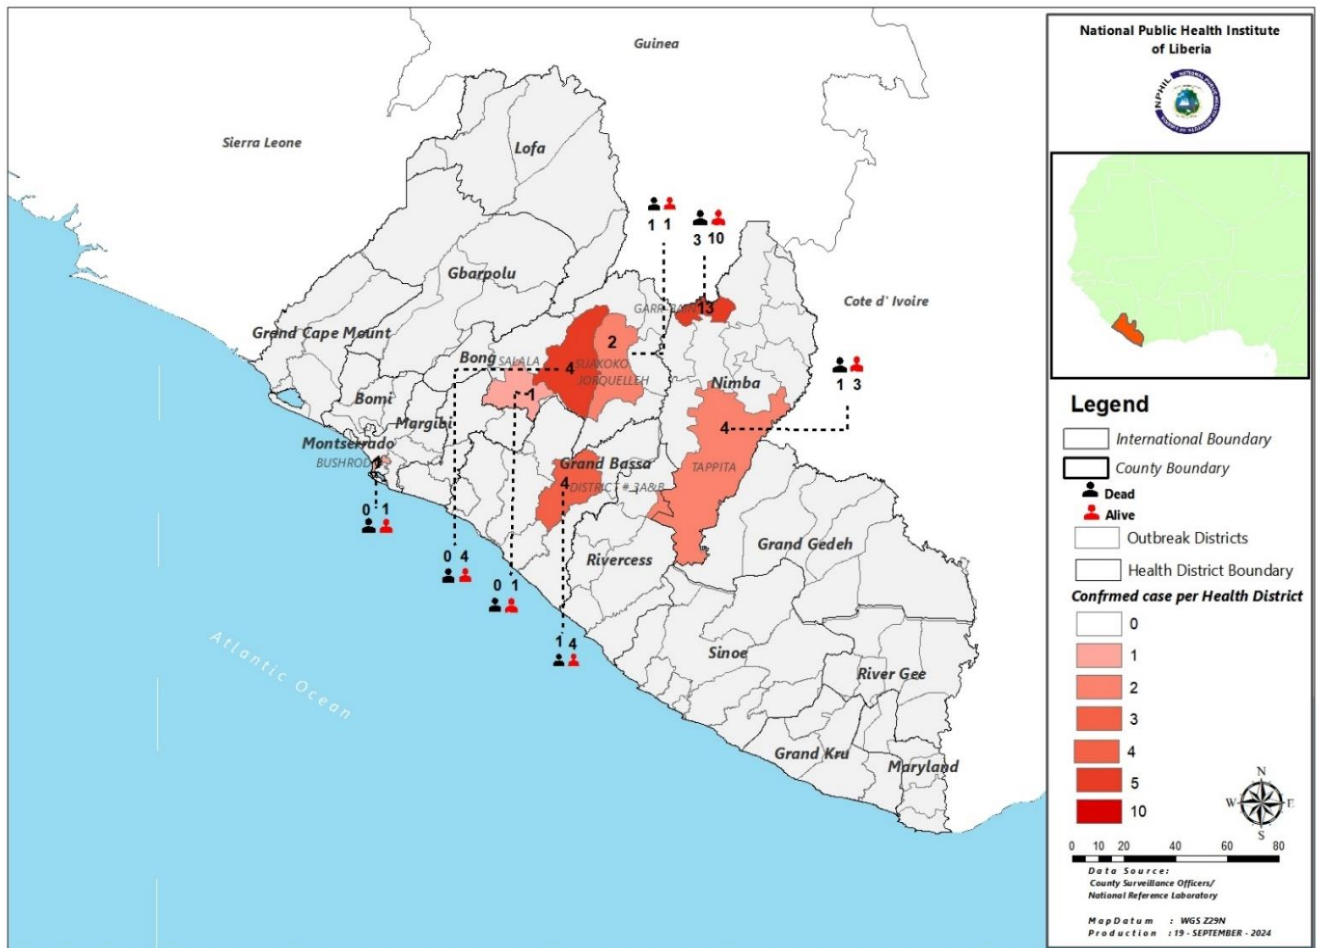 Guinea
Sierra Leone
Lofa
1 1
3 10
Gbarpolu
Cote d' Ivoire
13
Grand Cape Mount
2
Bong
SALALA
4
SUAKOKO
JORQUELLEH
1
Nimba
1 3
Bomi
Margibi
4
Montserrado
BUSHROD
Grand Bassa
TAPPITA
4
DISTRICT # 3A&B
0 1
Grand Gedeh
0 4
Rivercess
0 1
1 4
Sinoe
River Gee
Atlantic Ocean
Grand Kru
Maryland
National Public Health Institute
of Liberia
NPHIL
Legend
International Boundary
County Boundary
Dead
Alive
Outbreak Districts
Health District Boundary
Confrmed case per Health District
0
1
2
3
4
5
10
N
W E
S
0 10 20 40 60 80
Data Source:
County Surveillance Officers/
National Reference Laboratory
MapDatum : WGS Z29N
Production : 19 - SEPTEMBER - 2024